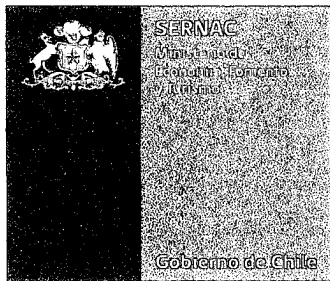 SERNAC
Ministerio de
Economía, Fomento
y Turismo
Gobierno de Chile